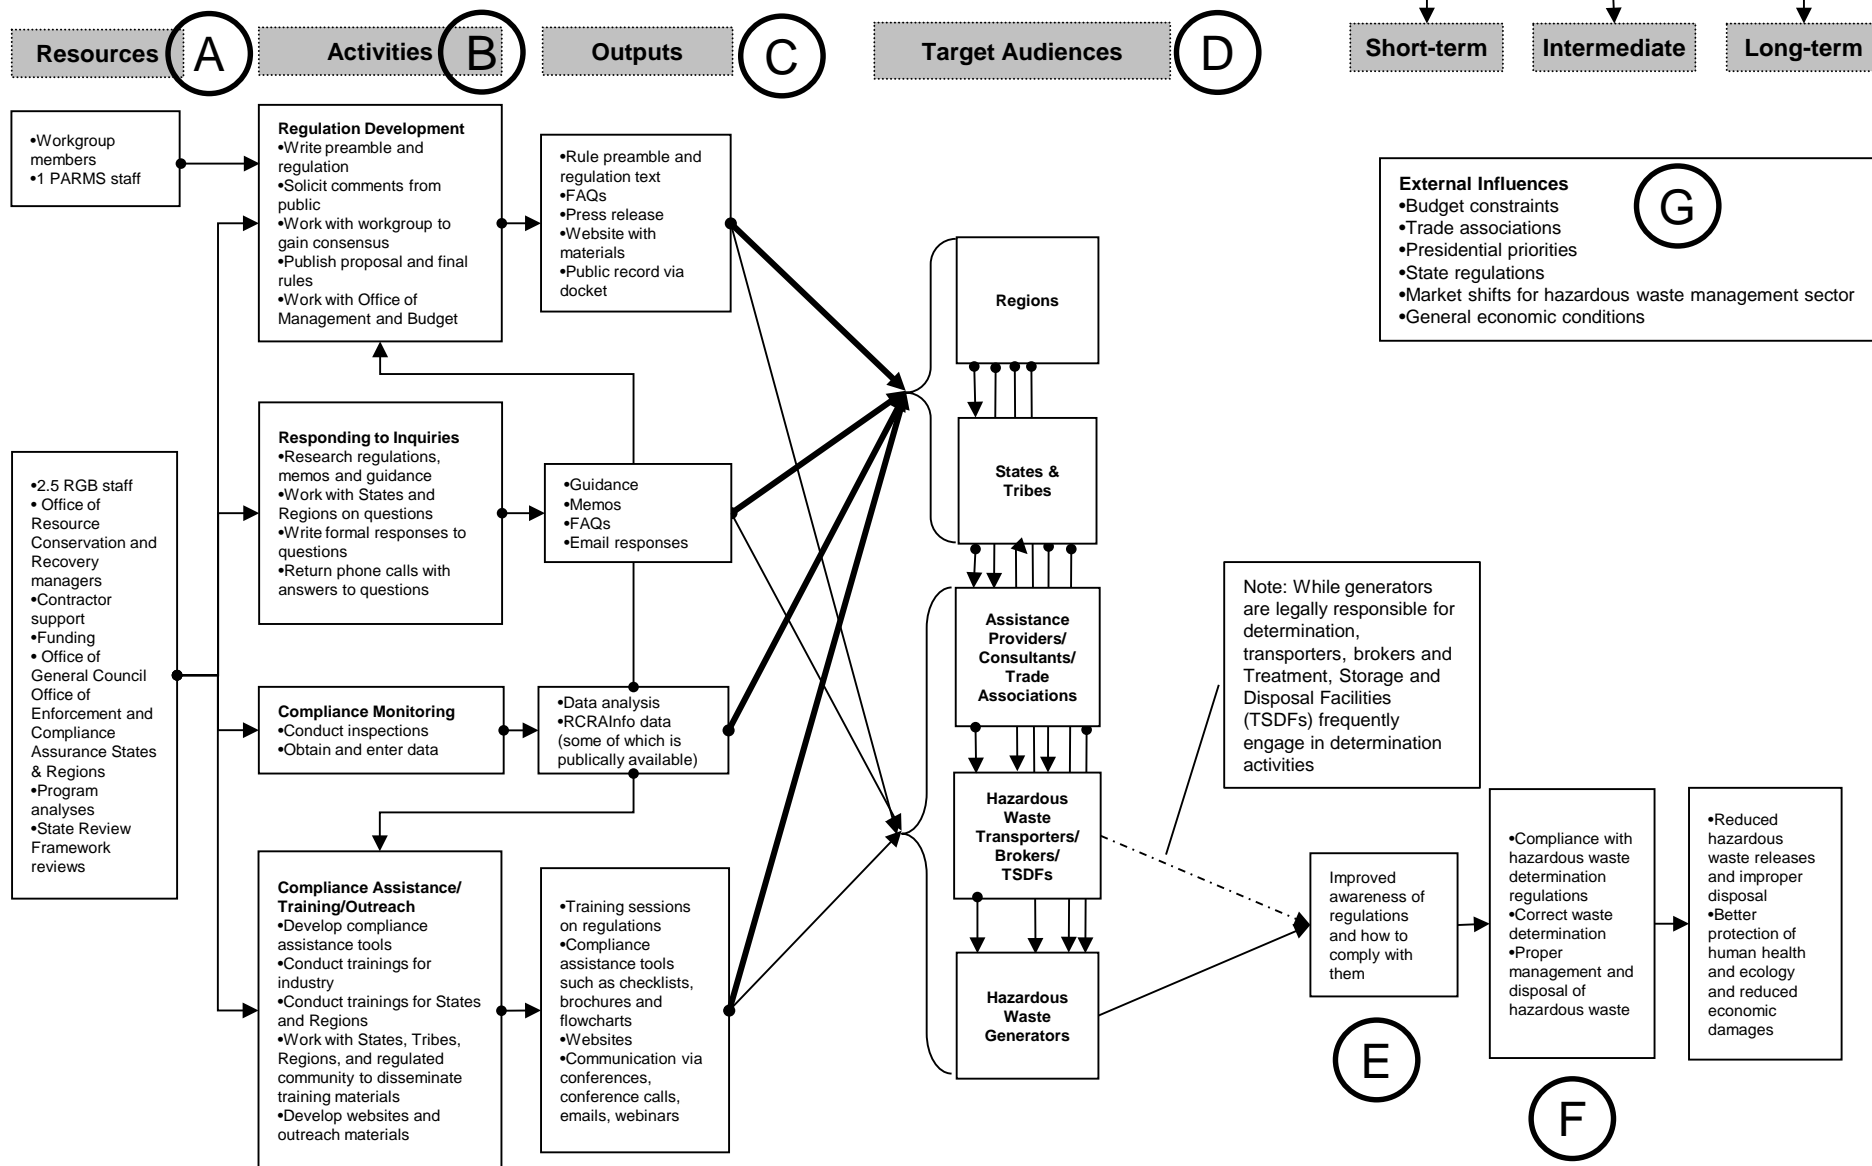 Resources
A
Activities
B
Outputs
C
Target Audiences
D
Short-term
Intermediate
Long-term
•Workgroup
members
•1 PARMS staff
•2.5 RGB staff
• Office of
Resource
Conservation and
Recovery
managers
•Contractor
support
•Funding
• Office of
General Council
Office of
Enforcement and
Compliance
Assurance States
& Regions
•Program
analyses
•State Review
Framework
reviews
Regulation Development
•Write preamble and
regulation
•Solicit comments from
public
•Work with workgroup to
gain consensus
•Publish proposal and final
rules
•Work with Office of
Management and Budget
Responding to Inquiries
•Research regulations,
memos and guidance
•Work with States and
Regions on questions
•Write formal responses to
questions
•Return phone calls with
answers to questions
Compliance Monitoring
•Conduct inspections
•Obtain and enter data
Compliance Assistance/
Training/Outreach
•Develop compliance
assistance tools
•Conduct trainings for
industry
•Conduct trainings for States
and Regions
•Work with States, Tribes,
Regions, and regulated
community to disseminate
training materials
•Develop websites and
outreach materials
•Rule preamble and
regulation text
•FAQs
•Press release
•Website with
materials
•Public record via
docket
•Guidance
•Memos
•FAQs
•Email responses
•Data analysis
•RCRAInfo data
(some of which is
publically available)
•Training sessions
on regulations
•Compliance
assistance tools
such as checklists,
brochures and
flowcharts
•Websites
•Communication via
conferences,
conference calls,
emails, webinars
Regions
States &
Tribes
Assistance
Providers/
Consultants/
Trade
Associations
Hazardous
Waste
Transporters/
Brokers/
TSDFs
Hazardous
Waste
Generators
External Influences
•Budget constraints
•Trade associations
•Presidential priorities
•State regulations
•Market shifts for hazardous waste management sector
•General economic conditions
G
Note: While generators
are legally responsible for
determination,
transporters, brokers and
Treatment, Storage and
Disposal Facilities
(TSDFs) frequently
engage in determination
activities
Improved
awareness of
regulations
and how to
comply with
them
E
•Compliance with
hazardous waste
determination
regulations
•Correct waste
determination
•Proper
management and
disposal of
hazardous waste
F
•Reduced
hazardous
waste releases
and improper
disposal
•Better
protection of
human health
and ecology
and reduced
economic
damages